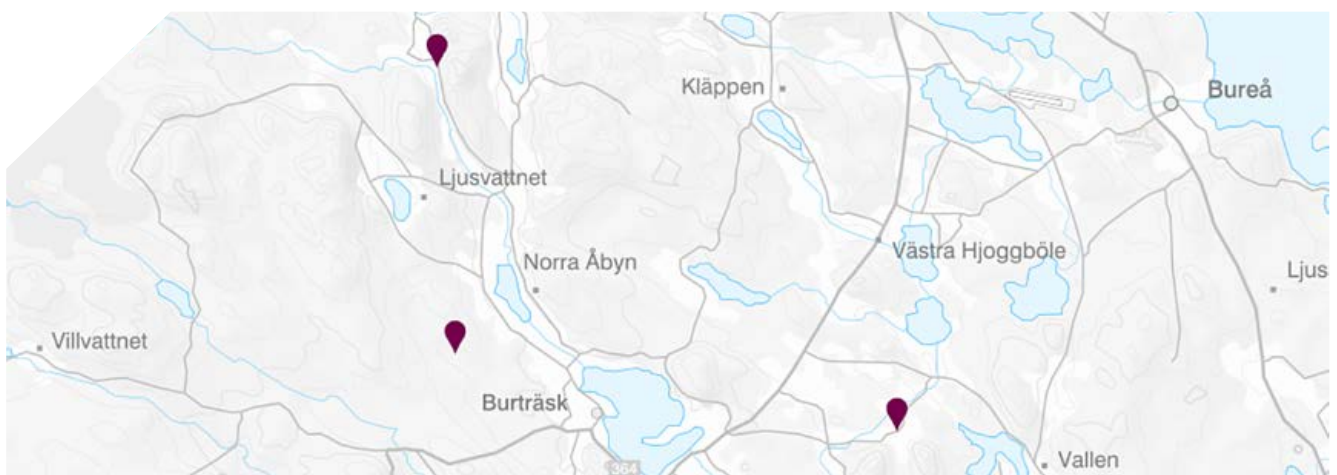 Kläppen
Bureå
Ljusvattnet
Västra Hjoggböle
Norra Åbyn
Ljus
Villvattnet
Burträsk
Vallen
364